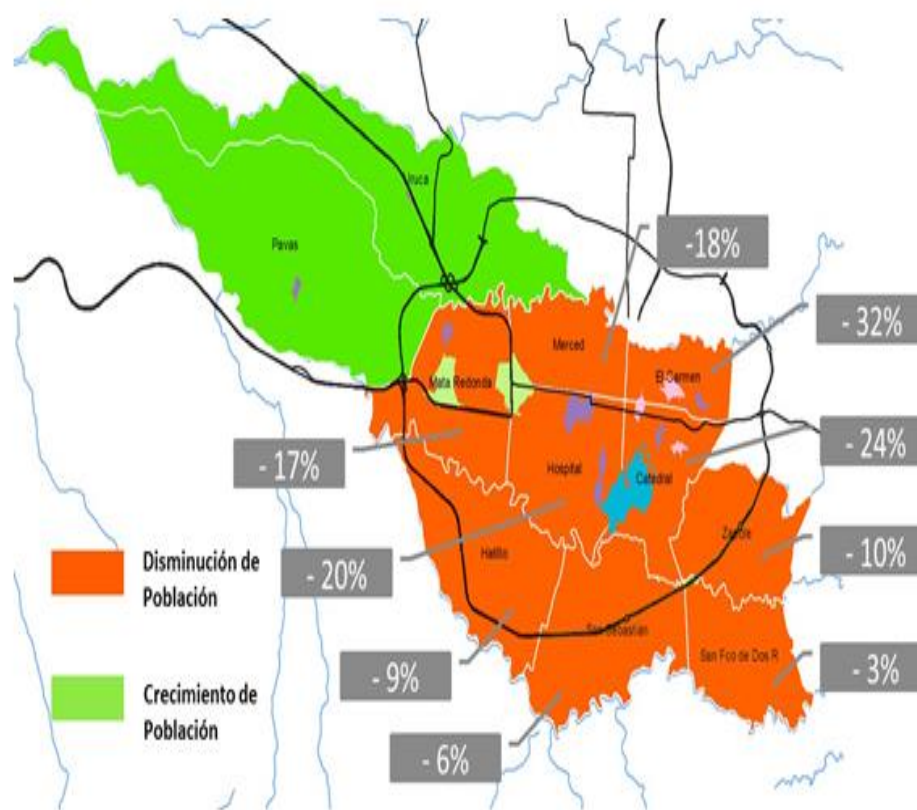 Uruca
Pavas
-18%
Merced
- 32%
El Carmen
Mata Redonda
- 24%
- 17%
Hospital
Catedral
Zapote
- 10%
Hatillo
- 20%
Disminución de
Población
San Sebastian
San Fco de Dos R
- 3%
- 9%
Crecimiento de
Población
- 6%